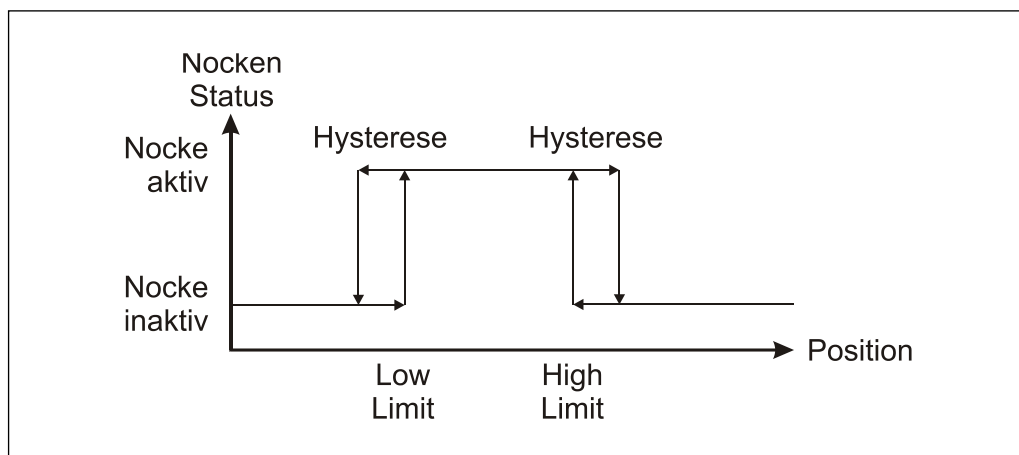 Nocken
Status
Nocke
aktiv
Hysterese
Hysterese
Nocke
inaktiv
Position
Low
Limit
High
Limit